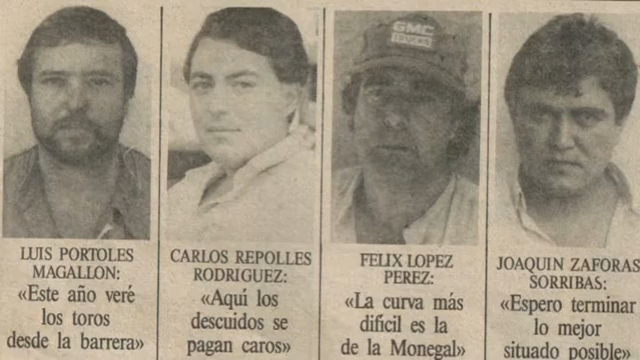 GMC
TRUCKS
LUIS PORTOLES
MAGALLON:
«Este año veré
los toros
desde la barrera»
CARLOS REPOLLES
RODRIGUEZ:
«Aquí los
descuidos se
pagan caros»
FELIX LOPEZ
PEREZ:
«La curva más
difícil es la
de la Monegal»
JOAQUIN ZAFORAS
SORRIBAS:
«Espero terminar
lo mejor
situado posible»